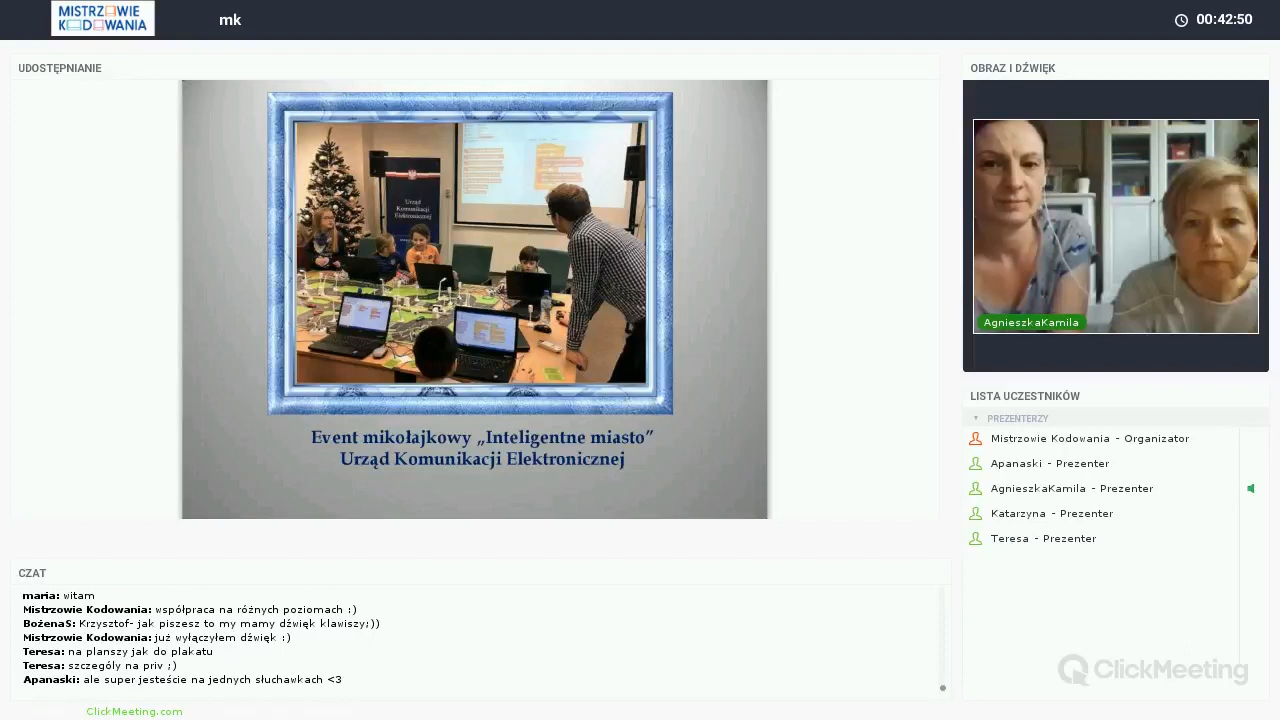 MISTRZOWIE
KODOWANIA
mk
00:42:50
UDOSTĘPNIANIE
OBRAZ I DŹWIĘK
Urząd
Komunikacji
Elektronicznej
AgnieszkaKamila
Event mikołajkowy „Inteligentne miasto”
Urząd Komunikacji Elektronicznej
LISTA UCZESTNIKÓW
PREZENTERZY
Mistrzowie Kodowania - Organizator
Apanaski - Prezenter
AgnieszkaKamila - Prezenter
Katarzyna - Prezenter
Teresa - Prezenter
CZAT
maria: witam
Mistrzowie Kodowania: współpraca na różnych poziomach :)
BożenaS: Krzysztof- jak piszesz to my mamy dźwięk klawiszy;))
Mistrzowie Kodowania: już wyłączyłem dźwięk :)
Teresa: na planszy jak do plakatu
Teresa: szczególy na priv ;)
Apanaski: ale super jesteście na jednych słuchawkach <3
ClickMeeting
ClickMeeting.com